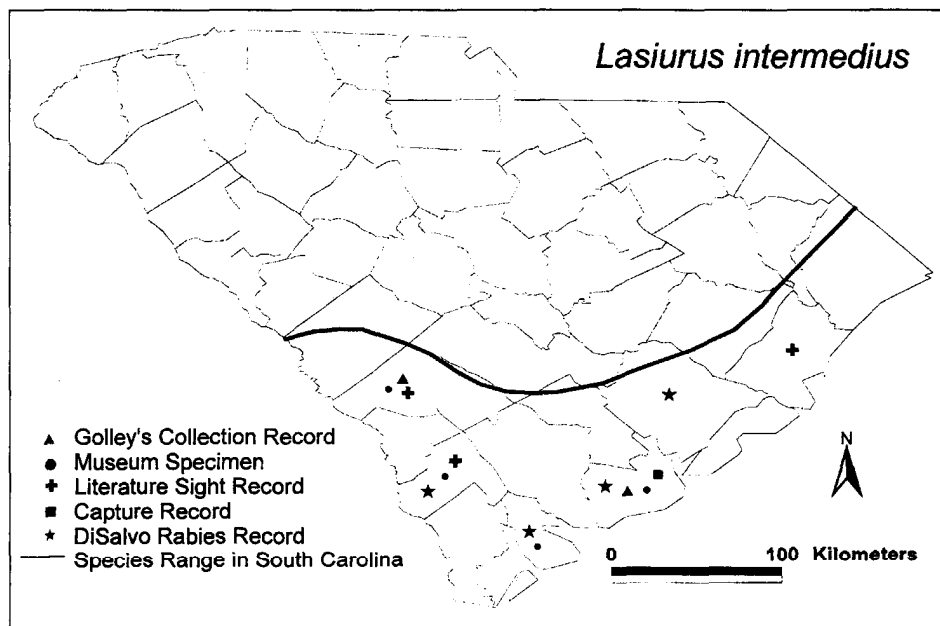 Lasiurus intermedius
Golley's Collection Record
Museum Specimen
Literature Sight Record
Capture Record
DiSalvo Rabies Record
Species Range in South Carolina
N
0 100 Kilometers